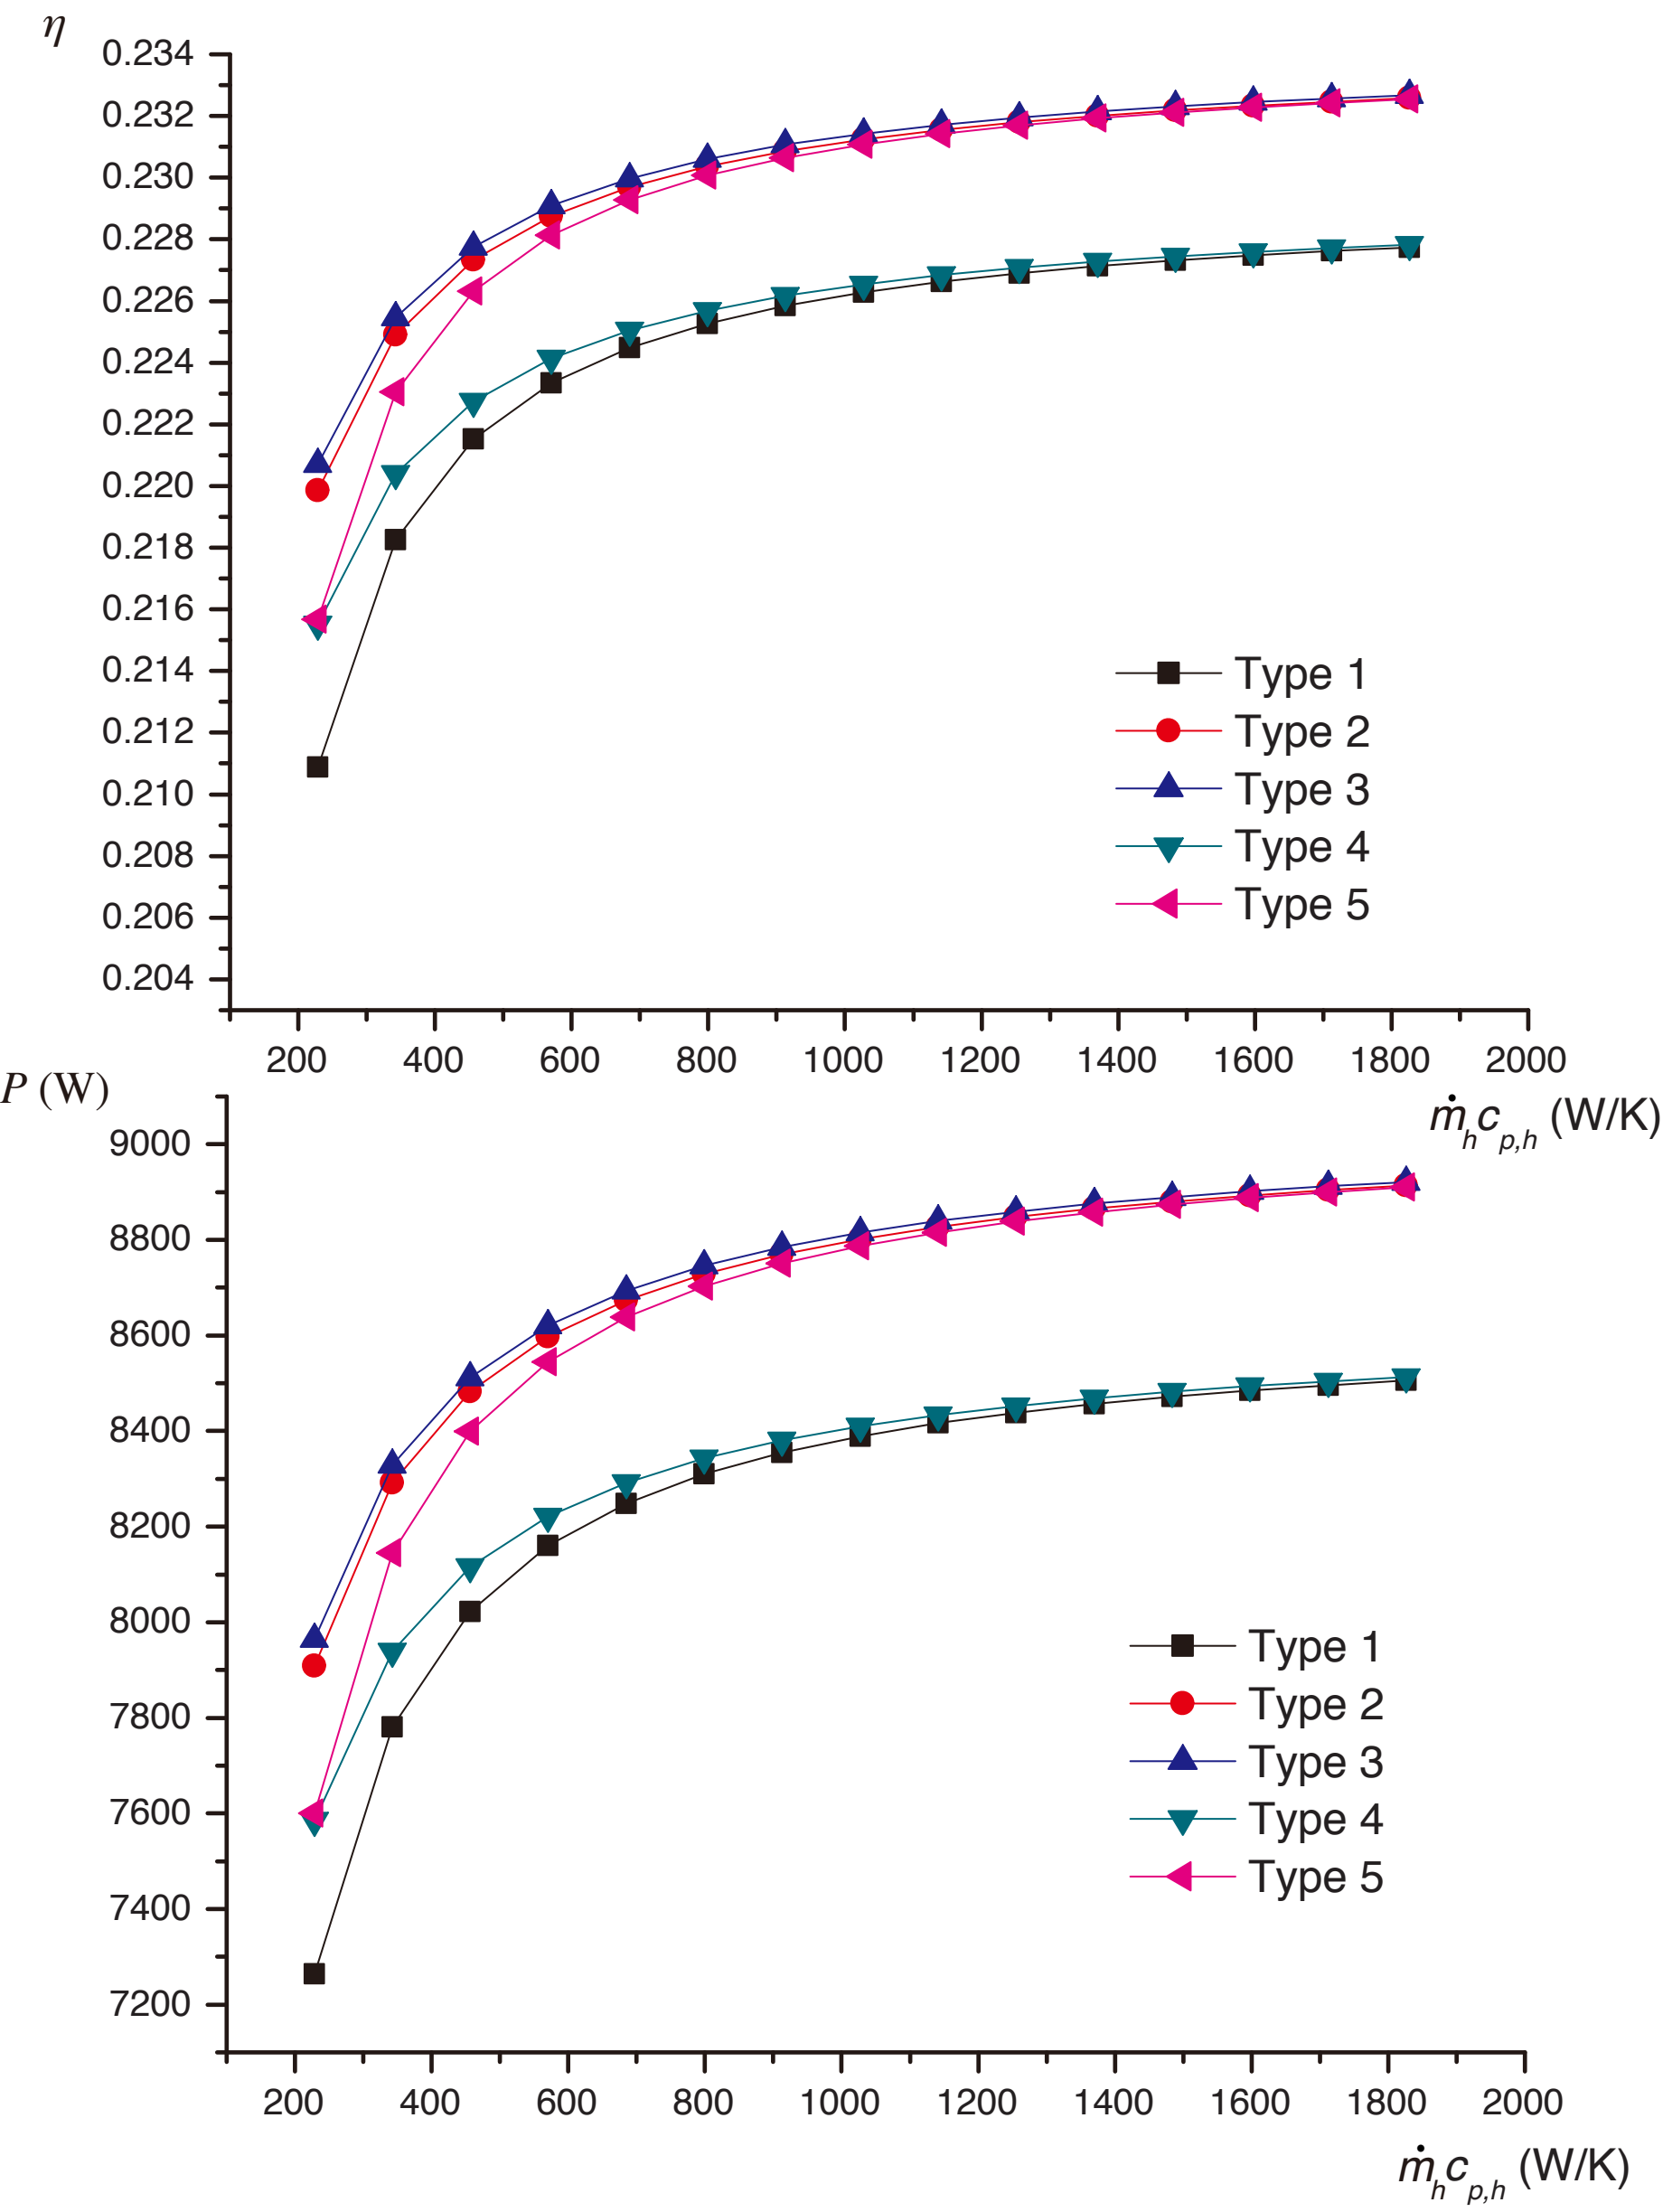 η
0.234
0.232
0.230
0.228
0.226
0.224
0.222
0.220
0.218
0.216
0.214
0.212
0.210
0.208
0.206
0.204
Type 1
Type 2
Type 3
Type 4
Type 5
200 400 600 800 1000 1200 1400 1600 1800 2000
ṁhcp,h (W/K)
P (W)
9000
8800
8600
8400
8200
8000
7800
7600
7400
7200
Type 1
Type 2
Type 3
Type 4
Type 5
200 400 600 800 1000 1200 1400 1600 1800 2000
ṁhcp,h (W/K)